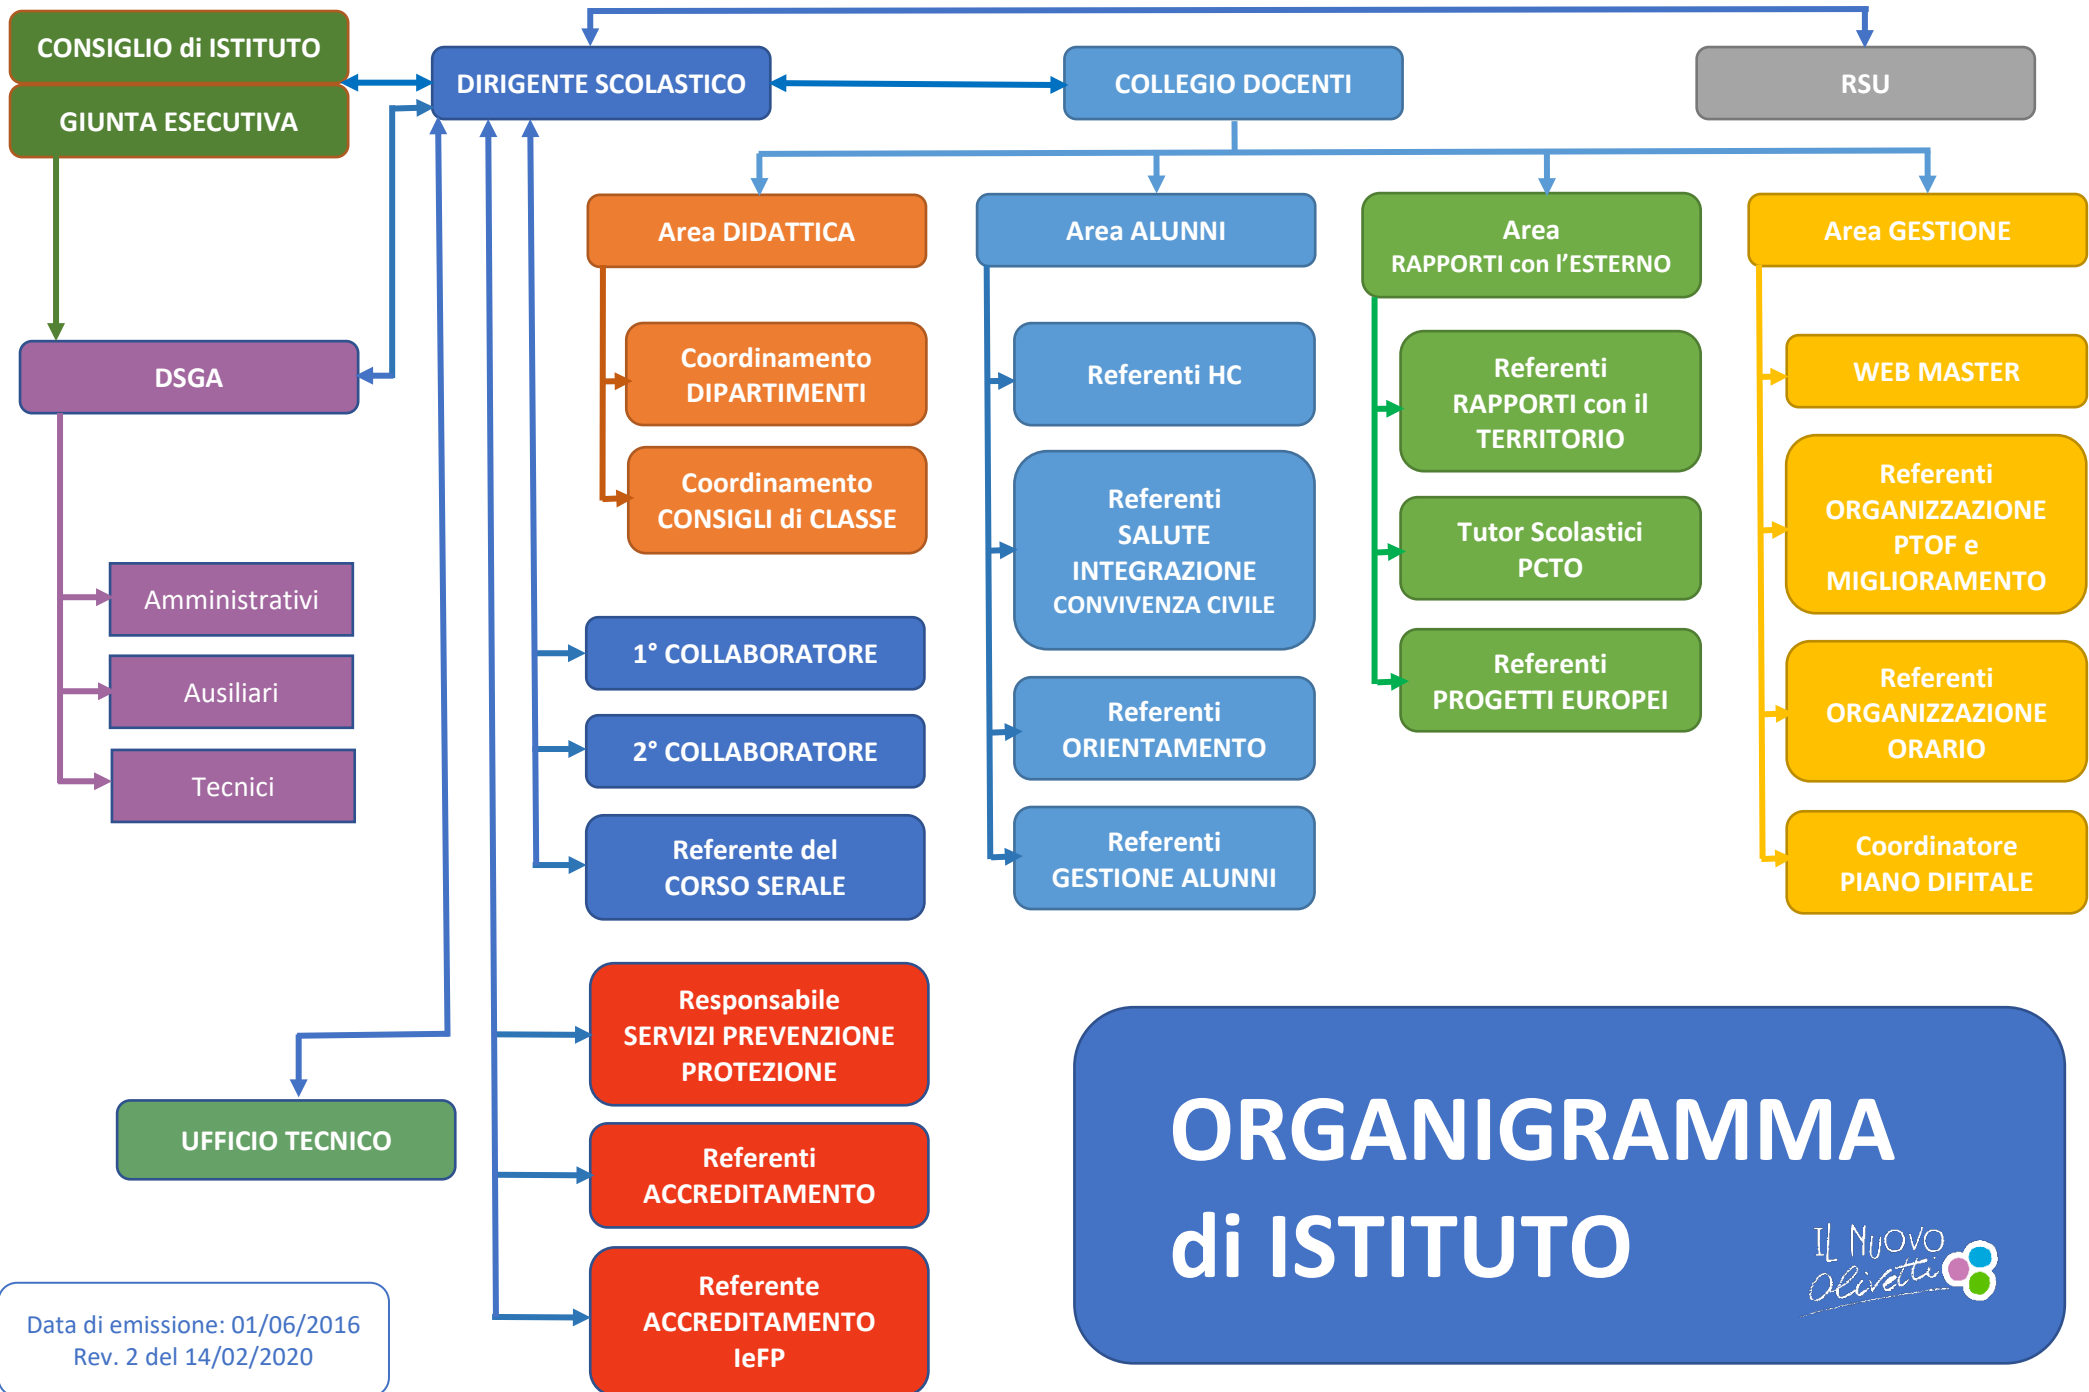 CONSIGLIO di ISTITUTO
GIUNTA ESECUTIVA
DIRIGENTE SCOLASTICO
COLLEGIO DOCENTI
RSU
DSGA
Amministrativi
Ausiliari
Tecnici
UFFICIO TECNICO
Area DIDATTICA
Coordinamento
DIPARTIMENTI
Coordinamento
CONSIGLI di CLASSE
1° COLLABORATORE
2° COLLABORATORE
Referente del
CORSO SERALE
Responsabile
SERVIZI PREVENZIONE
PROTEZIONE
Referenti
ACCREDITAMENTO
Referente
ACCREDITAMENTO
IeFP
Area ALUNNI
Referenti HC
Referenti
SALUTE
INTEGRAZIONE
CONVIVENZA CIVILE
Referenti
ORIENTAMENTO
Referenti
GESTIONE ALUNNI
Area
RAPPORTI con l’ESTERNO
Referenti
RAPPORTI con il
TERRITORIO
Tutor Scolastici
PCTO
Referenti
PROGETTI EUROPEI
Area GESTIONE
WEB MASTER
Referenti
ORGANIZZAZIONE
PTOF e
MIGLIORAMENTO
Referenti
ORGANIZZAZIONE
ORARIO
Coordinatore
PIANO DIFITALE
ORGANIGRAMMA
di ISTITUTO
IL NUOVO
Olivetti
Data di emissione: 01/06/2016
Rev. 2 del 14/02/2020